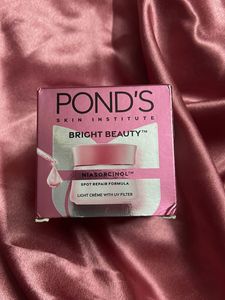 POND'S
SKIN INSTITUTE
BRIGHT BEAUTY™
NIASORCINOL™
SPOT REPAIR FORMULA
LIGHT CRÈME WITH UV FILTER